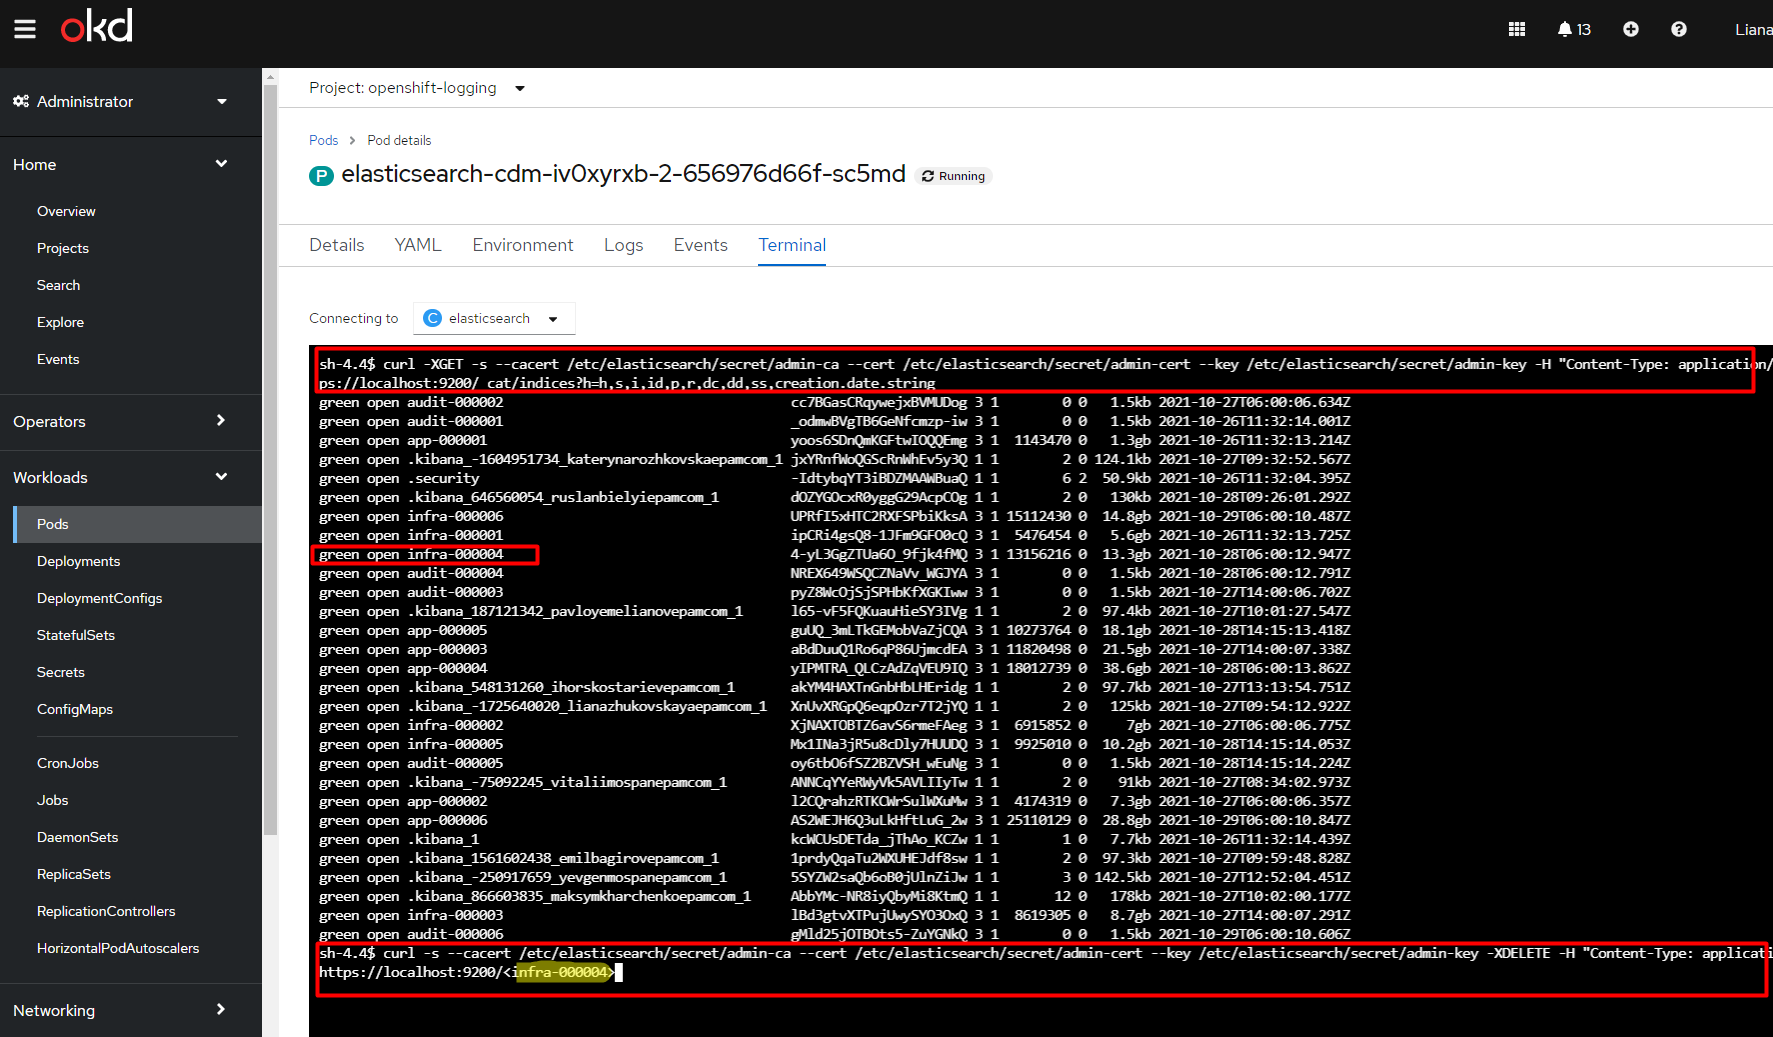 okd
13
Liana
Administrator
Home
Overview
Projects
Search
Explore
Events
Operators
Workloads
Pods
Deployments
DeploymentConfigs
StatefulSets
Secrets
ConfigMaps
CronJobs
Jobs
DaemonSets
ReplicaSets
ReplicationControllers
HorizontalPodAutoscalers
Networking
Project: openshift-logging
Pods > Pod details
P elasticsearch-cdm-iv0xyrxb-2-656976d66f-sc5md Running
Details YAML Environment Logs Events Terminal
Connecting to C elasticsearch
sh-4.4$ curl -XGET -s --cacert /etc/elasticsearch/secret/admin-ca --cert /etc/elasticsearch/secret/admin-cert --key /etc/elasticsearch/secret/admin-key -H "Content-Type: application/
ps://localhost:9200/_cat/indices?h=h,s,i,id,p,r,dc,dd,ss,creation.date.string
green open audit-000002 cc7BGasCRqywejxBVMUDog 3 1 0 0 1.5kb 2021-10-27T06:00:06.634Z
green open audit-000001 _odmwBVgTB6GeNfcmzp-iw 3 1 0 0 1.5kb 2021-10-26T11:32:14.001Z
green open app-000001 yoos6SDnQmKGFtwIOQQEmg 3 1 1143470 0 1.3gb 2021-10-26T11:32:13.214Z
green open .kibana_-1604951734_katerynarozhkovskaepamcom_1 jxYRnfWoQGScRnWhEv5y3Q 1 1 2 0 124.1kb 2021-10-27T09:32:52.567Z
green open .security -IdtybqYT3iBDZMAAWBuaQ 1 1 6 2 50.9kb 2021-10-26T11:32:04.395Z
green open .kibana_646560054_ruslanbielyiepamcom_1 dOZYGOcxR0yggG29AcpCOg 1 1 2 0 130kb 2021-10-28T09:26:01.292Z
green open infra-000006 UPRfI5xHTC2RXFSPbiKksA 3 1 15112430 0 14.8gb 2021-10-29T06:00:10.487Z
green open infra-000001 ipCRi4gsQ8-1JFm9GFO0cQ 3 1 5476454 0 5.6gb 2021-10-26T11:32:13.725Z
green open infra-000004 4-yL3GgZTUa6O_9fjk4fMQ 3 1 13156216 0 13.3gb 2021-10-28T06:00:12.947Z
green open audit-000004 NREX649WSQCZNaVv_WGJYA 3 1 0 0 1.5kb 2021-10-28T06:00:12.791Z
green open audit-000003 pyZ8WcOjSjSPHbKfXGKIww 3 1 0 0 1.5kb 2021-10-27T14:00:06.702Z
green open .kibana_187121342_pavloyemelianovepamcom_1 l65-vF5FQKuauHieSY3IVg 1 1 2 0 97.4kb 2021-10-27T10:01:27.547Z
green open app-000005 guUQ_3mLTkGEMobVaZjCQA 3 1 10273764 0 18.1gb 2021-10-28T14:15:13.418Z
green open app-000003 aBdDuuQ1Ro6qP86UjmcdEA 3 1 11820498 0 21.5gb 2021-10-27T14:00:07.338Z
green open app-000004 yIPMTRA_QLCzAdZqVEU9IQ 3 1 18012739 0 38.6gb 2021-10-28T06:00:13.862Z
green open .kibana_548131260_ihorskostarievepamcom_1 akYM4HAXTnGnbHbLHEridg 1 1 2 0 97.7kb 2021-10-27T13:13:54.751Z
green open .kibana_-1725640020_lianazhukovskayaepamcom_1 XnUvXRGpQ6eqpOzr7T2jYQ 1 1 2 0 125kb 2021-10-27T09:54:12.922Z
green open infra-000002 XjNAXTOBTZ6avS6rmeFAeg 3 1 6915852 0 7gb 2021-10-27T06:00:06.775Z
green open infra-000005 Mx1INa3jR5u8cDly7HUUDQ 3 1 9925010 0 10.2gb 2021-10-28T14:15:14.053Z
green open audit-000005 oy6tbO6fSZ2BZVSH_wEuNg 3 1 0 0 1.5kb 2021-10-28T14:15:14.224Z
green open .kibana_-75092245_vitaliimospanepamcom_1 ANNCqYYeRWyVk5AVLIIyTw 1 1 2 0 91kb 2021-10-27T08:34:02.973Z
green open app-000002 l2CQrahzRTKCWrSulWXuMw 3 1 4174319 0 7.3gb 2021-10-27T06:00:06.357Z
green open app-000006 AS2WEJH6Q3uLkHftLuG_2w 3 1 25110129 0 28.8gb 2021-10-29T06:00:10.847Z
green open .kibana_1 kcWCUsDETda_jThAo_KCZw 1 1 1 0 7.7kb 2021-10-26T11:32:14.439Z
green open .kibana_1561602438_emilbagirovepamcom_1 1prdyQqaTu2WXUHEJdf8sw 1 1 2 0 97.3kb 2021-10-27T09:59:48.828Z
green open .kibana_-250917659_yevgenmospanepamcom_1 5SYZW2saQb6oB0jUlnZiJw 1 1 3 0 142.5kb 2021-10-27T12:52:04.451Z
green open .kibana_866603835_maksymkharchenkoepamcom_1 AbbYMc-NR8iyQbyMi8KtmQ 1 1 12 0 178kb 2021-10-27T10:02:00.177Z
green open infra-000003 lBd3gtvXTPujUwySYO3OxQ 3 1 8619305 0 8.7gb 2021-10-27T14:00:07.291Z
green open audit-000006 gMld25jOTBOts5-ZuYGNkQ 3 1 0 0 1.5kb 2021-10-29T06:00:10.606Z
sh-4.4$ curl -s --cacert /etc/elasticsearch/secret/admin-ca --cert /etc/elasticsearch/secret/admin-cert --key /etc/elasticsearch/secret/admin-key -XDELETE -H "Content-Type: applicati
https://localhost:9200/<infra-000004>